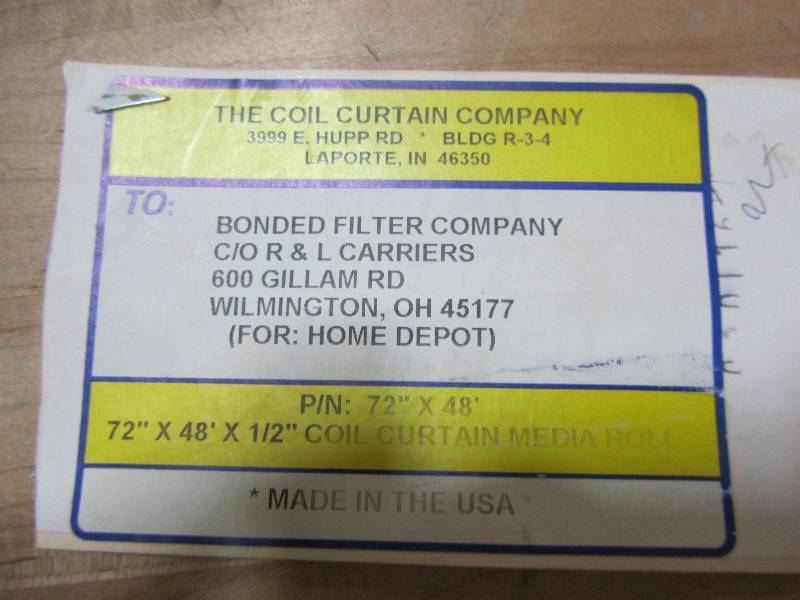 THE COIL CURTAIN COMPANY
3999 E. HUPP RD * BLDG R-3-4
LAPORTE, IN 46350
TO:
BONDED FILTER COMPANY
C/O R & L CARRIERS
600 GILLAM RD
WILMINGTON, OH 45177
(FOR: HOME DEPOT)
P/N: 72" X 48'
72" X 48' X 1/2" COIL CURTAIN MEDIA ROLL
* MADE IN THE USA *